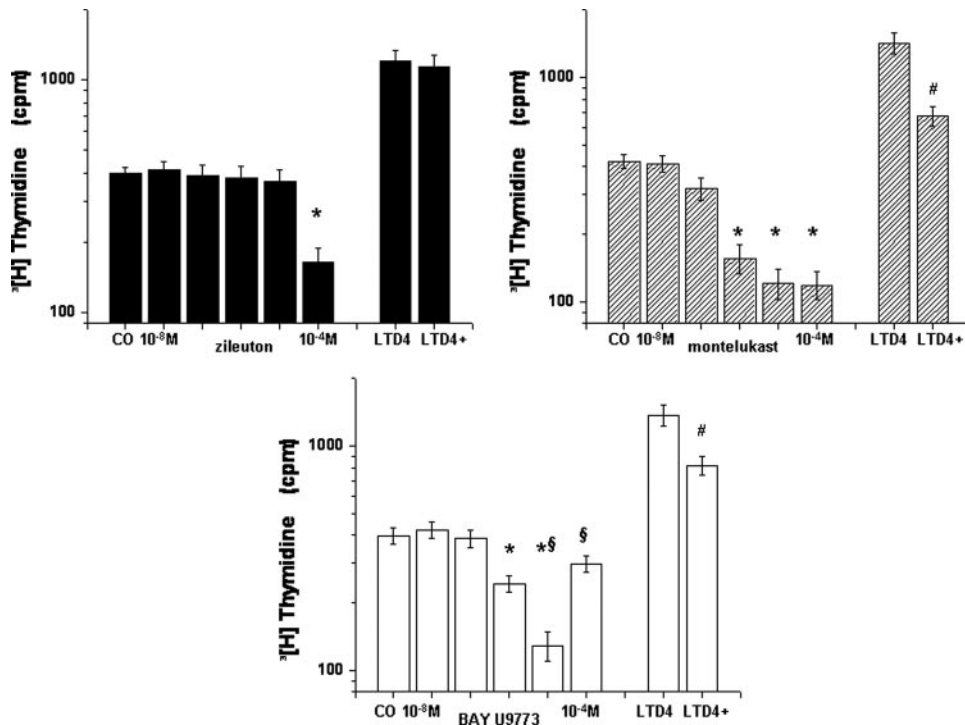 ³[H] Thymidine (cpm)
1000
100
*
CO 10⁻⁸M 10⁻⁴M LTD4 LTD4+
zileuton
³[H] Thymidine (cpm)
1000
100
* * *
#
CO 10⁻⁸M 10⁻⁴M LTD4 LTD4+
montelukast
³[H] Thymidine (cpm)
1000
100
* *§ §
#
CO 10⁻⁸M 10⁻⁴M LTD4 LTD4+
BAY U9773